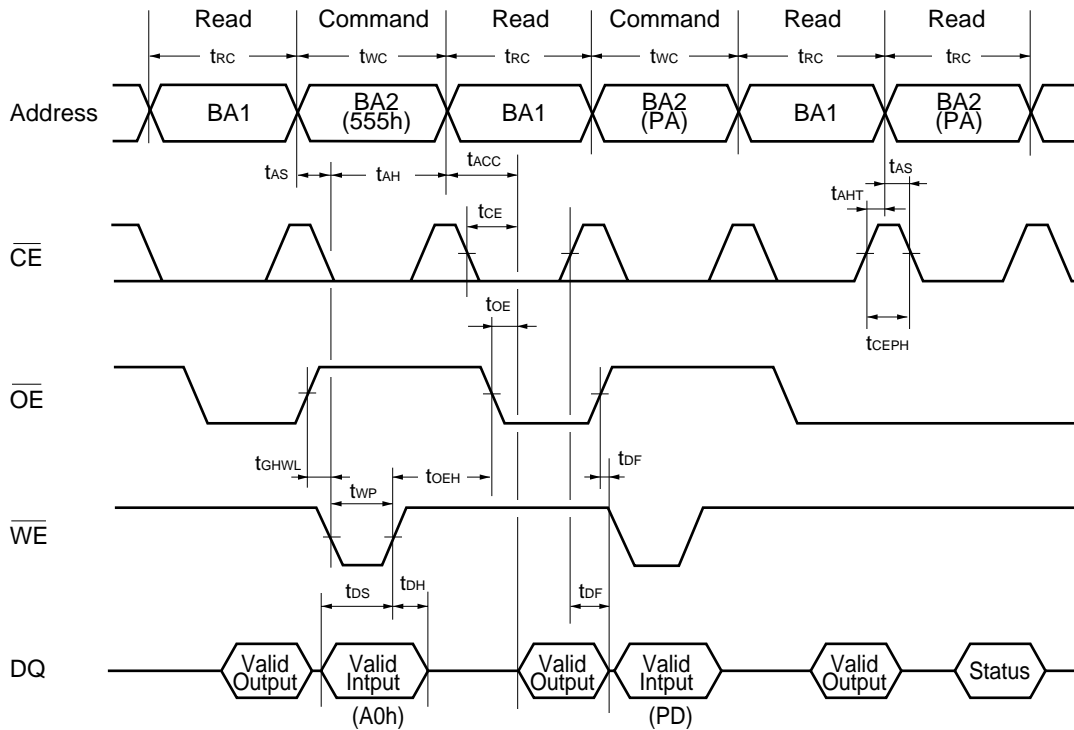 Read Command Read Command Read Read
tRC tWC tRC tWC tRC tRC
Address BA1 BA2 (555h) BA1 BA2 (PA) BA1 BA2 (PA)
tAS tAH tACC tAHT tAS
CE tCE
tOE tCEPH
OE
tGHWL tWP tOEH tDF
WE
tDS tDH tDF
DQ Valid Output Valid Intput Valid Output Valid Intput Valid Output Status
(A0h) (PD)